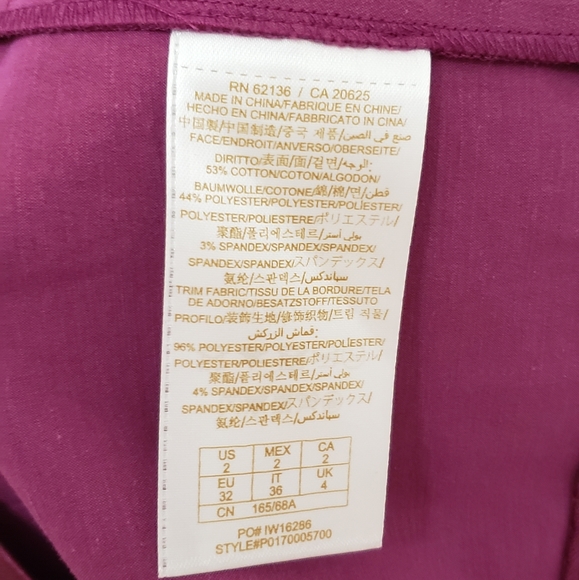 RN 62136 / CA 20625
MADE IN CHINA/FABRIQUE EN CHINE/
HECHO EN CHINA/FABBRICATO IN CINA/
中国製/中国制造/중국 제품/صنع في الصين
FACE/ENDROIT/ANVERSO/OBERSEITE/
DIRITTO/表面/面/겉면/الوجه:
53% COTTON/COTON/ALGODON/
BAUMWOLLE/COTONE/綿/棉/면/قطن/
44% POLYESTER/POLYESTER/POLIESTER/
POLYESTER/POLIESTERE/ポリエステル/
聚酯/폴리에스테르/بولي أستر/
3% SPANDEX/SPANDEX/SPANDEX/
SPANDEX/SPANDEX/スパンデックス/
氨纶/스판덱스/سباندكس/
TRIM FABRIC/TISSU DE LA BORDURE/TELA
DE ADORNO/BESATZSTOFF/TESSUTO
PROFILO/装飾生地/修饰织物/트림 직물/
قماش الزركش:
96% POLYESTER/POLYESTER/POLIESTER/
POLYESTER/POLIESTERE/ポリエステル/
聚酯/폴리에스테르/بولي أستر/
4% SPANDEX/SPANDEX/SPANDEX/
SPANDEX/SPANDEX/スパンデックス/
氨纶/스판덱스/سباندكس/
US MEX CA
2 2 2
EU IT UK
32 36 4
CN 165/68A
PO# IW16286
STYLE#P0170005700